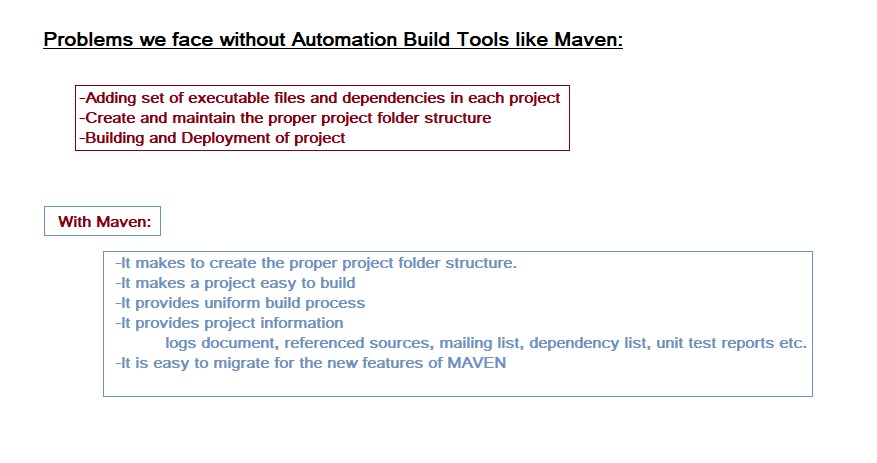 Problems we face without Automation Build Tools like Maven:
-Adding set of executable files and dependencies in each project
-Create and maintain the proper project folder structure
-Building and Deployment of project
With Maven:
-It makes to create the proper project folder structure.
-It makes a project easy to build
-It provides uniform build process
-It provides project information
logs document, referenced sources, mailing list, dependency list, unit test reports etc.
-It is easy to migrate for the new features of MAVEN